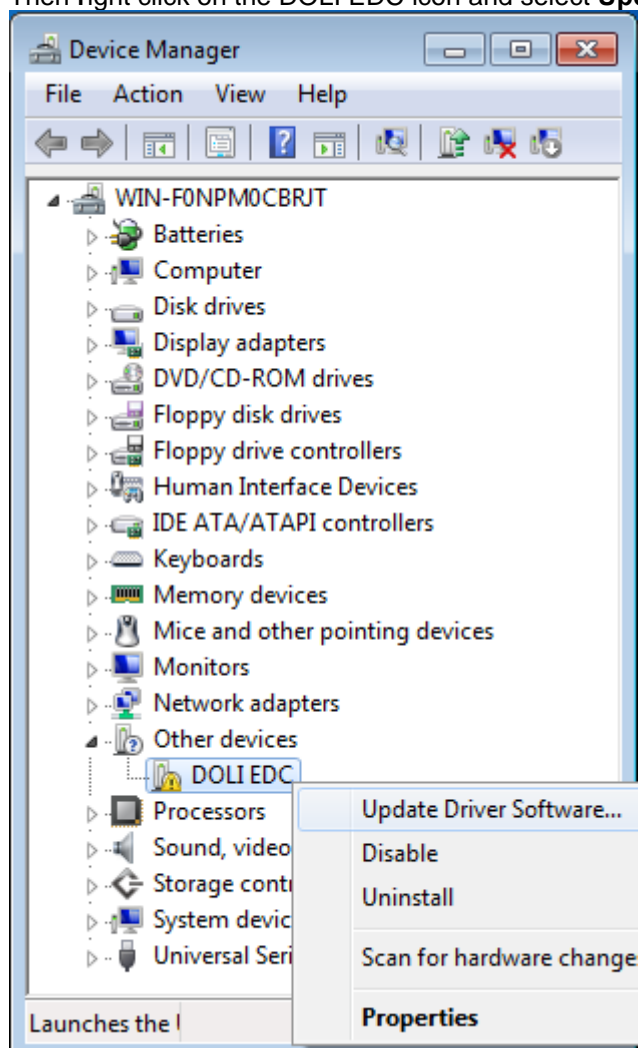 Then right click on the DOLI EDC icon and select
Device Manager
File Action View Help
WIN-F0NPM0CBRJT
Batteries
Computer
Disk drives
Display adapters
DVD/CD-ROM drives
Floppy disk drives
Floppy drive controllers
Human Interface Devices
IDE ATA/ATAPI controllers
Keyboards
Memory devices
Mice and other pointing devices
Monitors
Network adapters
Other devices
DOLI EDC
Processors
Sound, video
Storage cont
System devic
Universal Seri
Update Driver Software...
Disable
Uninstall
Scan for hardware change
Properties
Launches the